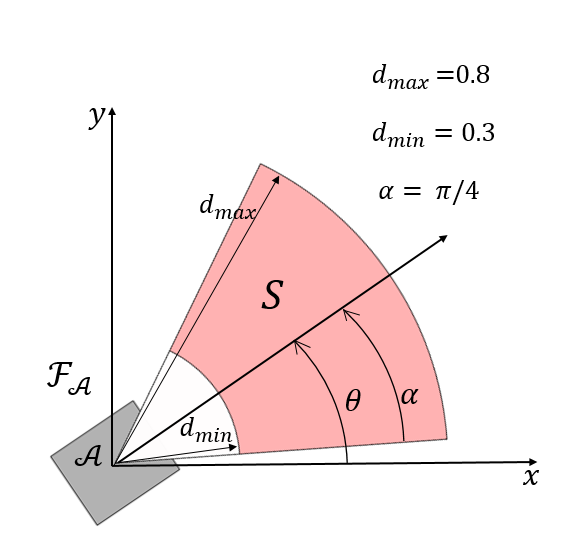 d_max =0.8
y
d_min = 0.3
α = π/4
d_max
S
ℱ_𝒜
θ
α
d_min
𝒜
x